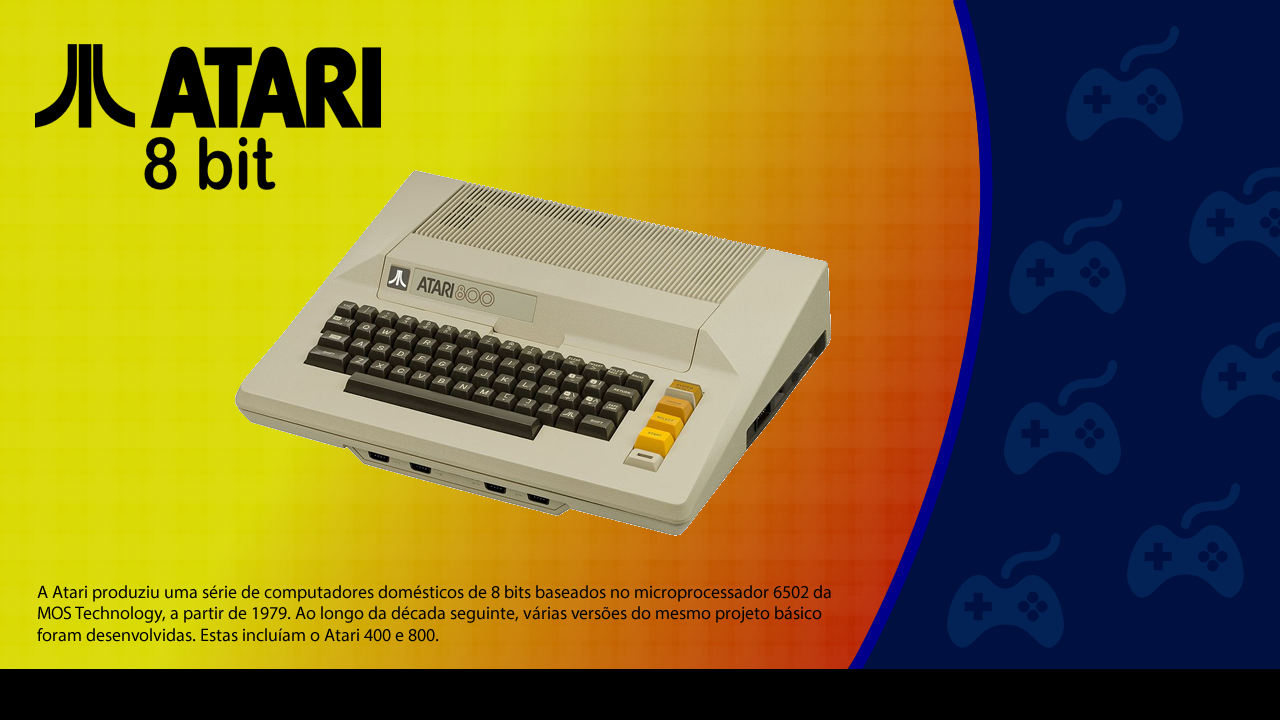 ATARI
8 bit
ATARI 800
A Atari produziu uma série de computadores domésticos de 8 bits baseados no microprocessador 6502 da
MOS Technology, a partir de 1979. Ao longo da década seguinte, várias versões do mesmo projeto básico
foram desenvolvidas. Estas incluíam o Atari 400 e 800.